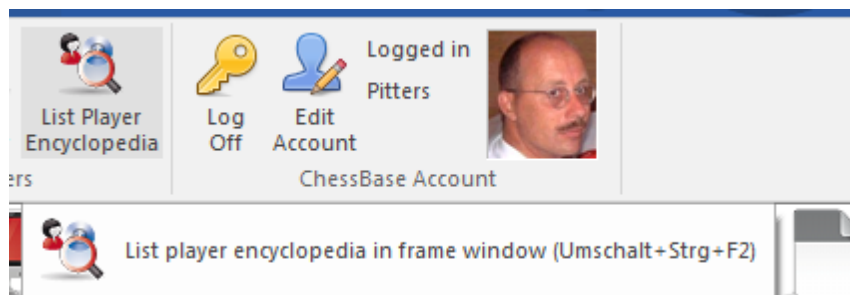 List Player
Encyclopedia
Log
Off
Edit
Account
Logged in
Pitters
ers
ChessBase Account
List player encyclopedia in frame window (Umschalt+Strg+F2)